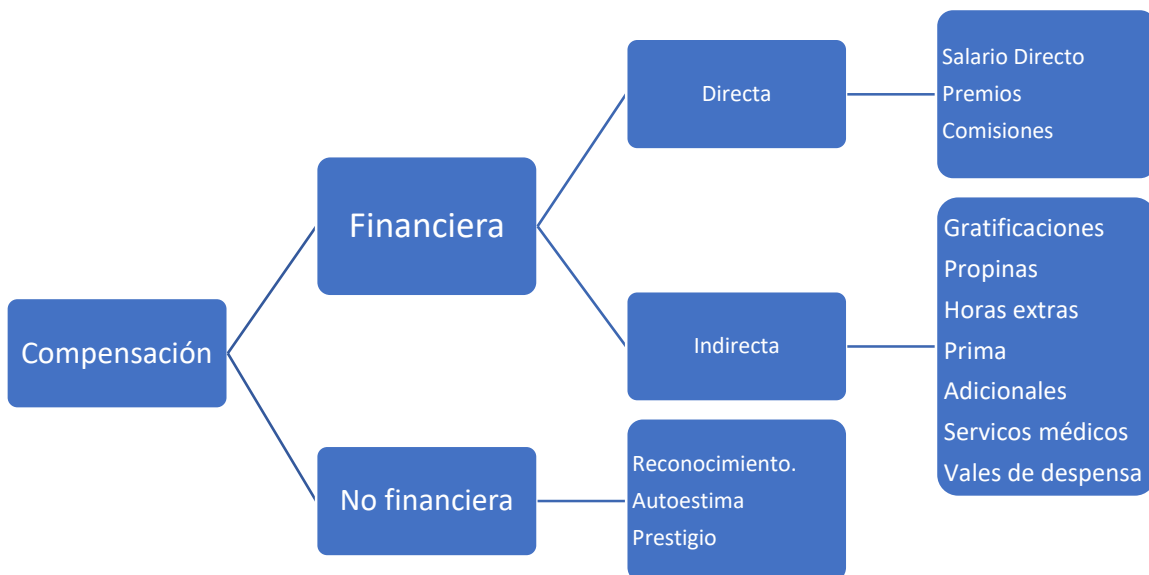 Compensación
Financiera
Directa
Salario Directo
Premios
Comisiones
Indirecta
Gratificaciones
Propinas
Horas extras
Prima
Adicionales
Servicos médicos
Vales de despensa
No financiera
Reconocimiento.
Autoestima
Prestigio